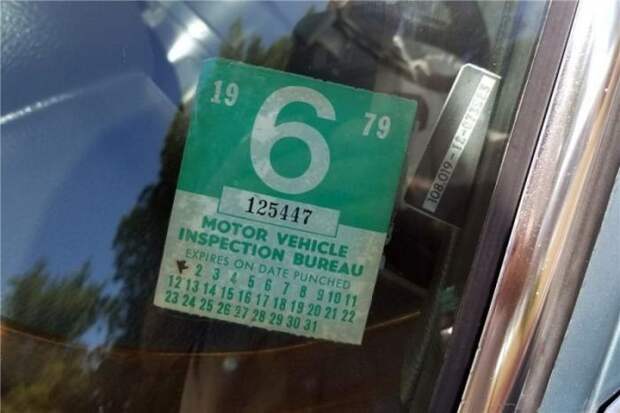 19 6 79
125447
MOTOR VEHICLE
INSPECTION BUREAU
EXPIRES ON DATE PUNCHED
2 3 4 5 6 7 8 9 10 11
12 13 14 15 16 17 18 19 20 21 22
23 24 25 26 27 28 29 30 31